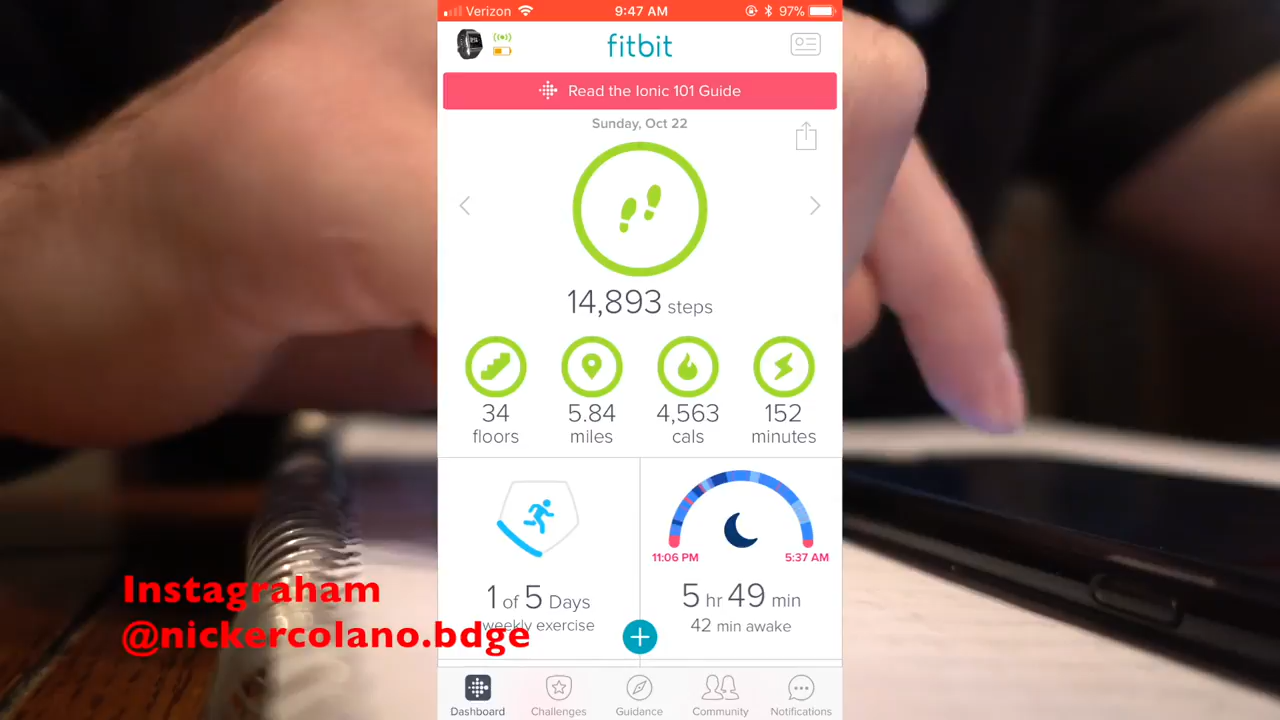 Verizon 9:47 AM 97%
fitbit
Read the Ionic 101 Guide
Sunday, Oct 22
14,893 steps
34 5.84 4,563 152
floors miles cals minutes
11:06 PM 5:37 AM
1 of 5 Days 5 hr 49 min
weekly exercise 42 min awake
Instagraham
@nickercolano.bdge
Dashboard Challenges Guidance Community Notifications